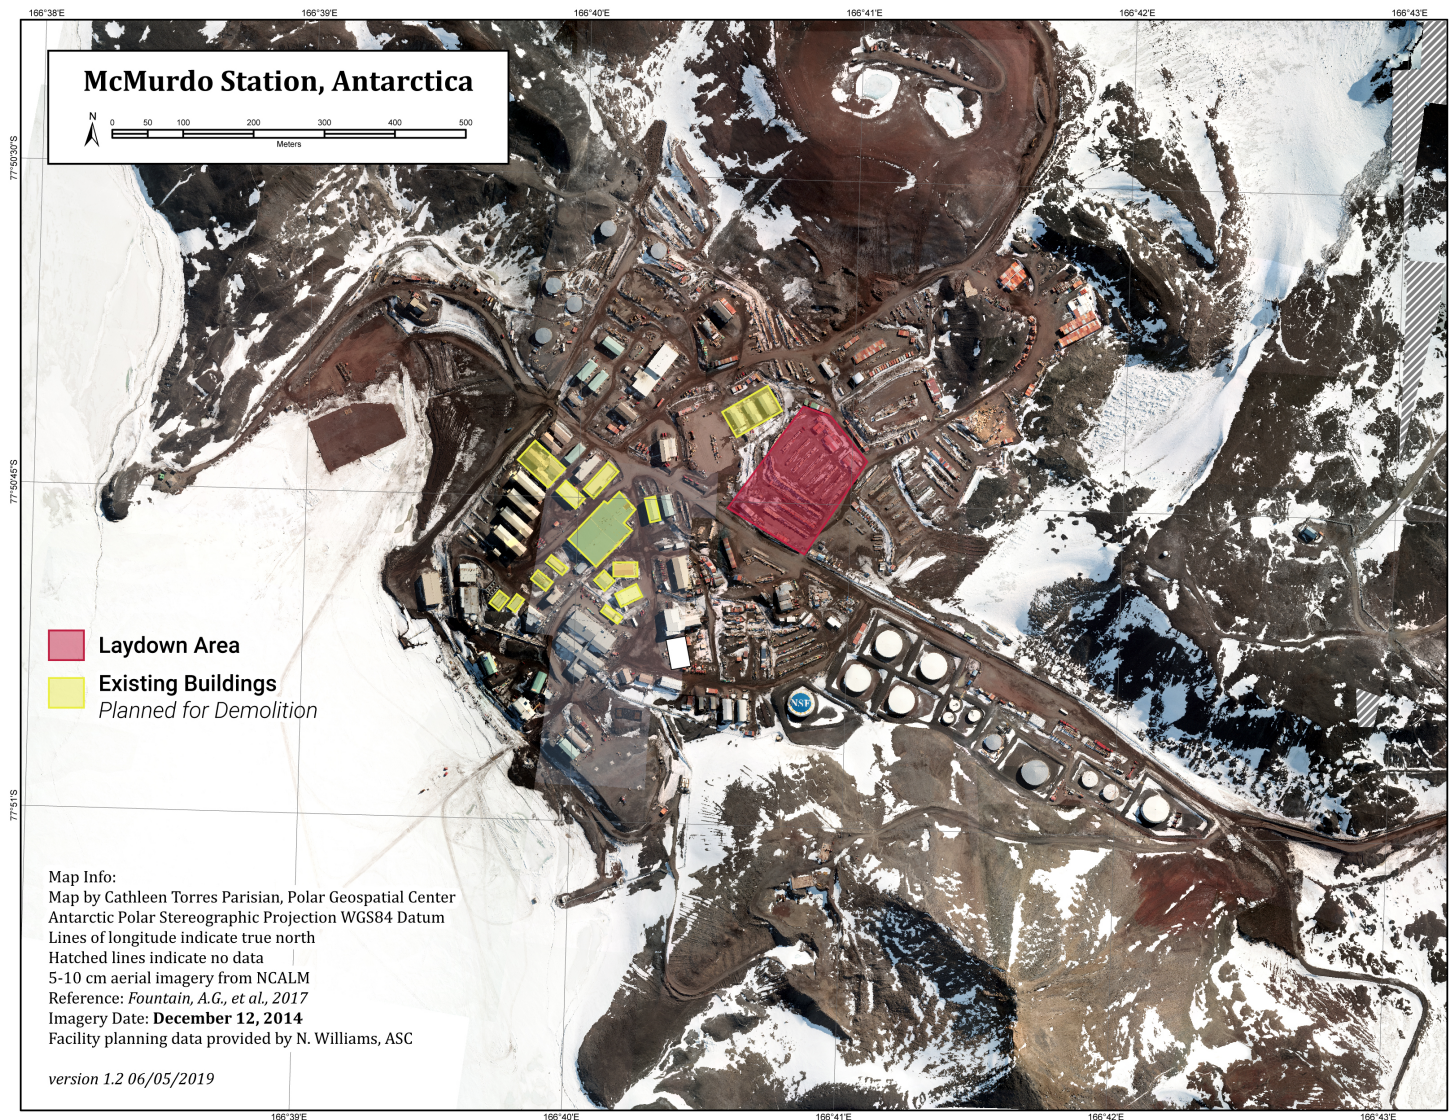 166°38'E 166°39'E 166°40'E 166°41'E 166°42'E 166°43'E
McMurdo Station, Antarctica
N
0 50 100 200 300 400 500
Meters
77°50'30"S
77°50'45"S
77°51'S
Laydown Area
Existing Buildings
Planned for Demolition
NSF
Map Info:
Map by Cathleen Torres Parisian, Polar Geospatial Center
Antarctic Polar Stereographic Projection WGS84 Datum
Lines of longitude indicate true north
Hatched lines indicate no data
5-10 cm aerial imagery from NCALM
Reference: Fountain, A.G., et al., 2017
Imagery Date: December 12, 2014
Facility planning data provided by N. Williams, ASC
version 1.2 06/05/2019
166°39'E 166°40'E 166°41'E 166°42'E 166°43'E